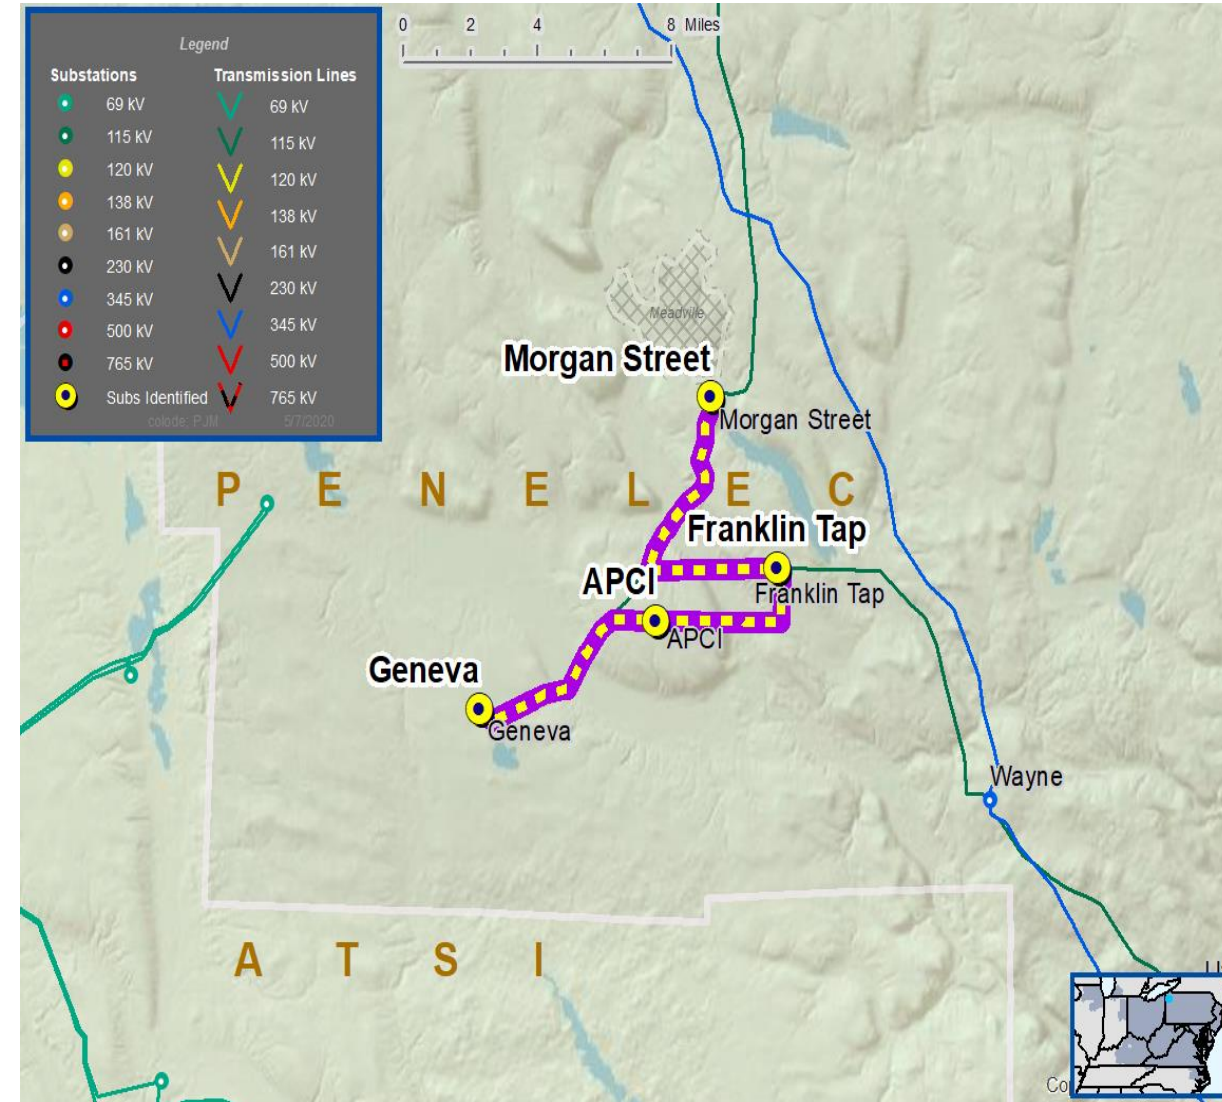 Legend
Substations
Transmission Lines
69 kV
69 kV
115 kV
115 kV
120 kV
120 kV
138 kV
138 kV
161 kV
161 kV
230 kV
230 kV
345 kV
345 kV
500 kV
500 kV
765 kV
765 kV
Subs Identified
5/7/2020
0 2 4 8 Miles
Meadville
Morgan Street
Morgan Street
P E N E L E C
Franklin Tap
Franklin Tap
APCI
APCI
Geneva
Geneva
Wayne
A T S I